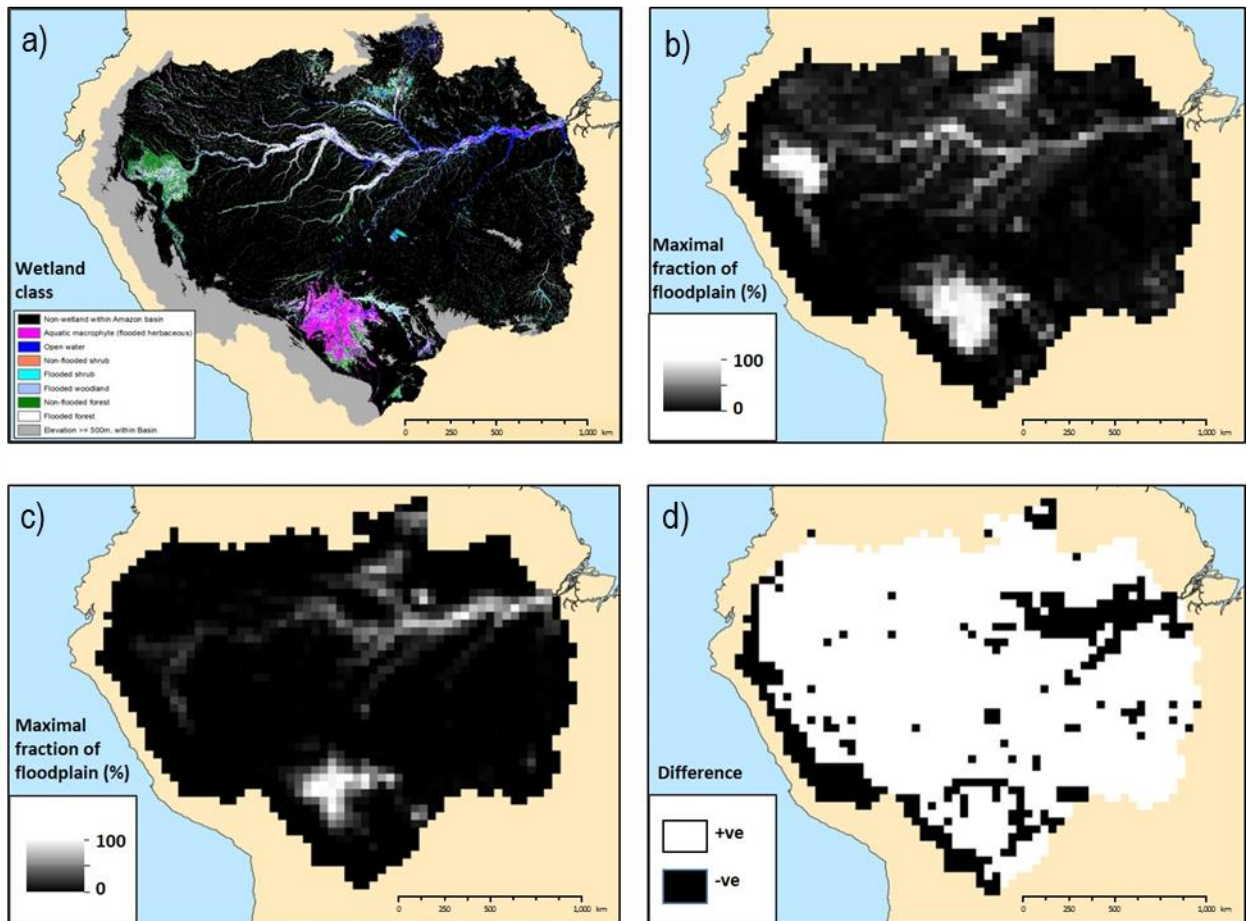 a)
Wetland
class
Non-wetland within Amazon basin
Aquatic macrophyte (flooded herbaceous)
Open water
Non-flooded shrub
Flooded shrub
Flooded woodland
Non-flooded forest
Flooded forest
Elevation >= 500m, within Basin
0 250 500 1,000 km
b)
Maximal
fraction of
floodplain (%)
100
0
0 250 500 1,000 km
c)
Maximal
fraction of
floodplain (%)
100
0
0 250 500 1,000 km
d)
Difference
+ve
-ve
0 250 500 1,000 km